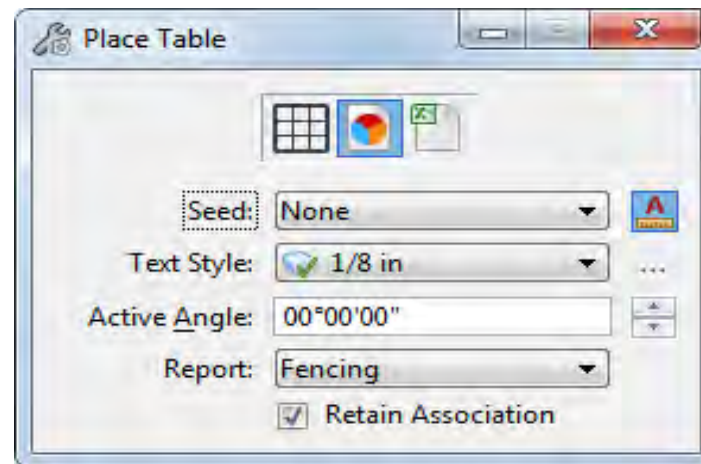 Place Table
Seed: None
Text Style: 1/8 in
Active Angle: 00°00'00"
Report: Fencing
Retain Association